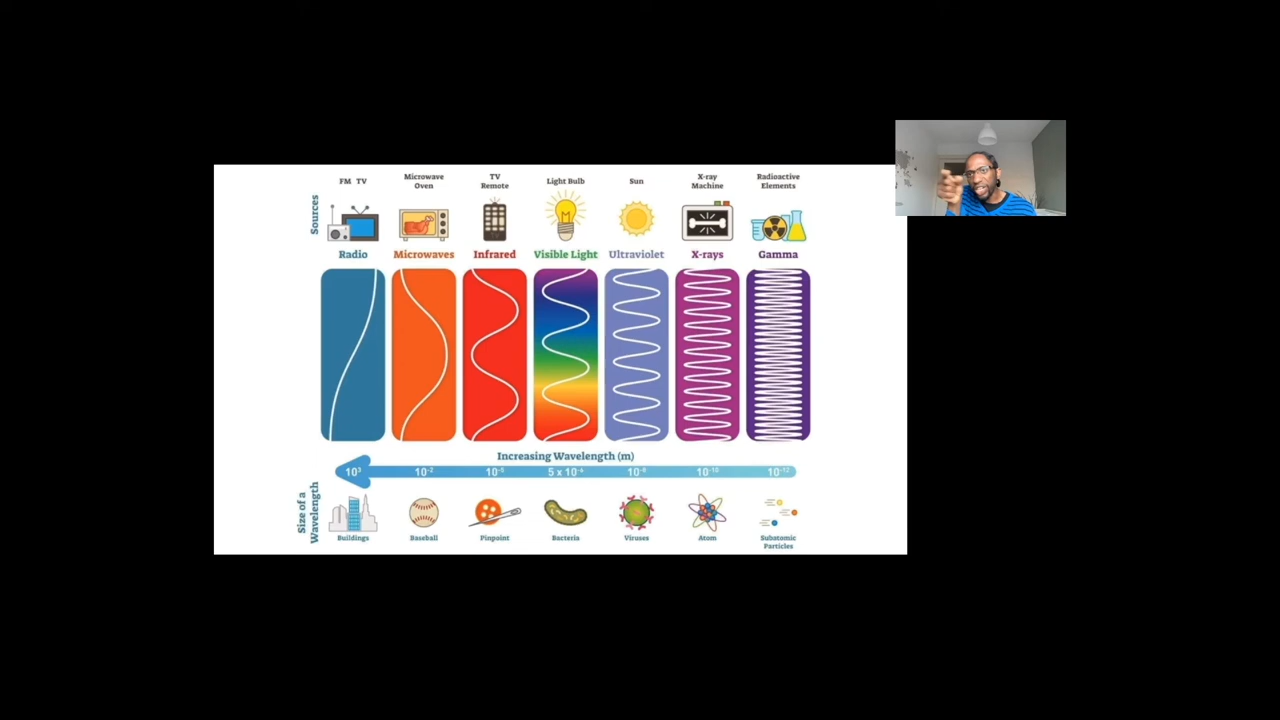 Sources
FM TV
Microwave
Oven
TV
Remote
Light Bulb
Sun
X-ray
Machine
Radioactive
Elements
Radio
Microwaves
Infrared
Visible Light
Ultraviolet
X-rays
Gamma
Increasing Wavelength (m)
10³
10⁻²
10⁻⁵
5 x 10⁻⁶
10⁻⁸
10⁻¹⁰
10⁻¹²
Size of a
Wavelength
Buildings
Baseball
Pinpoint
Bacteria
Viruses
Atom
Subatomic
Particles